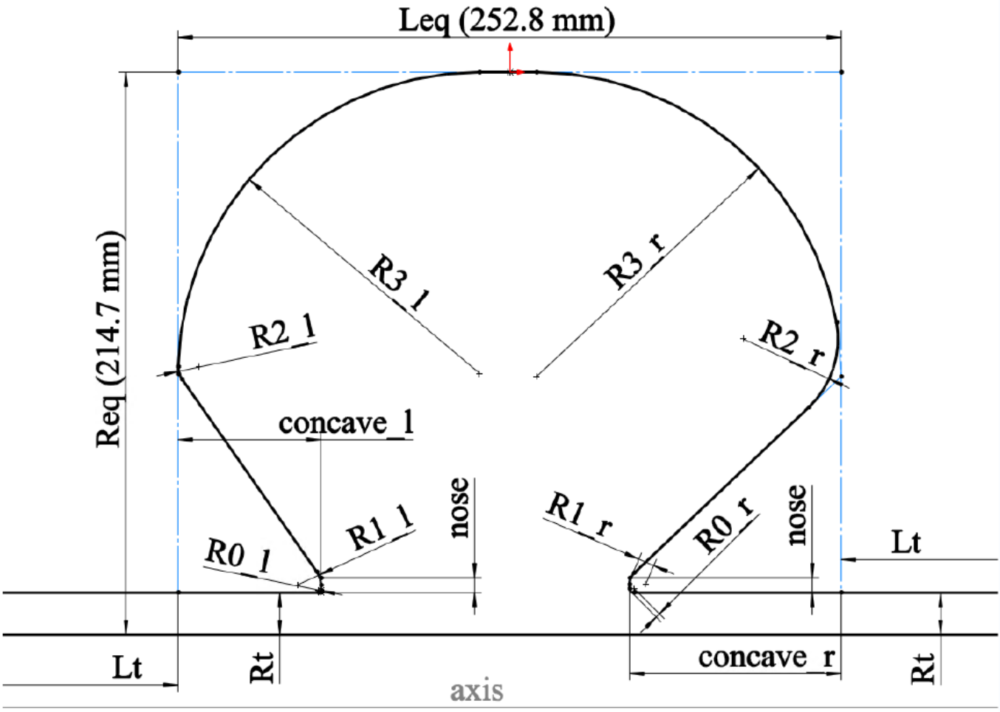 Leq (252.8 mm)
Req (214.7 mm)
R3_l
R3_r
R2_l
R2_r
concave_l
nose
R1_l
R0_l
R1_r
R0_r
nose
Lt
concave_r
Lt
Rt
Rt
axis